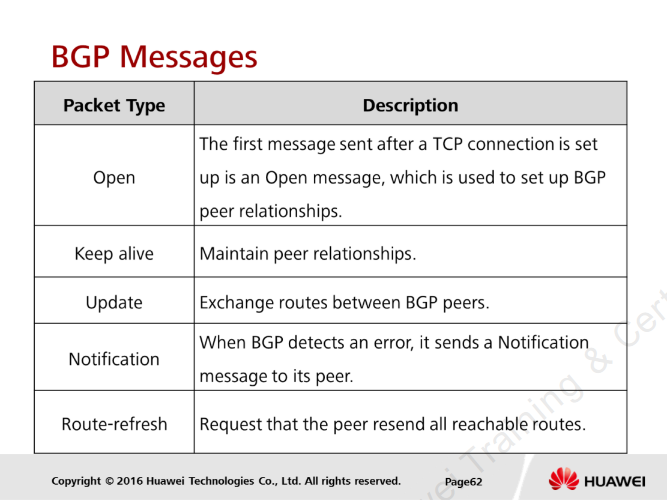 BGP Messages
Packet Type
Description
Open
The first message sent after a TCP connection is set
up is an Open message, which is used to set up BGP
peer relationships.
Keep alive
Maintain peer relationships.
Update
Exchange routes between BGP peers.
Notification
When BGP detects an error, it sends a Notification
message to its peer.
Route-refresh
Request that the peer resend all reachable routes.
Training &
Copyright © 2016 Huawei Technologies Co., Ltd. All rights reserved.
Page62
HUAWEI